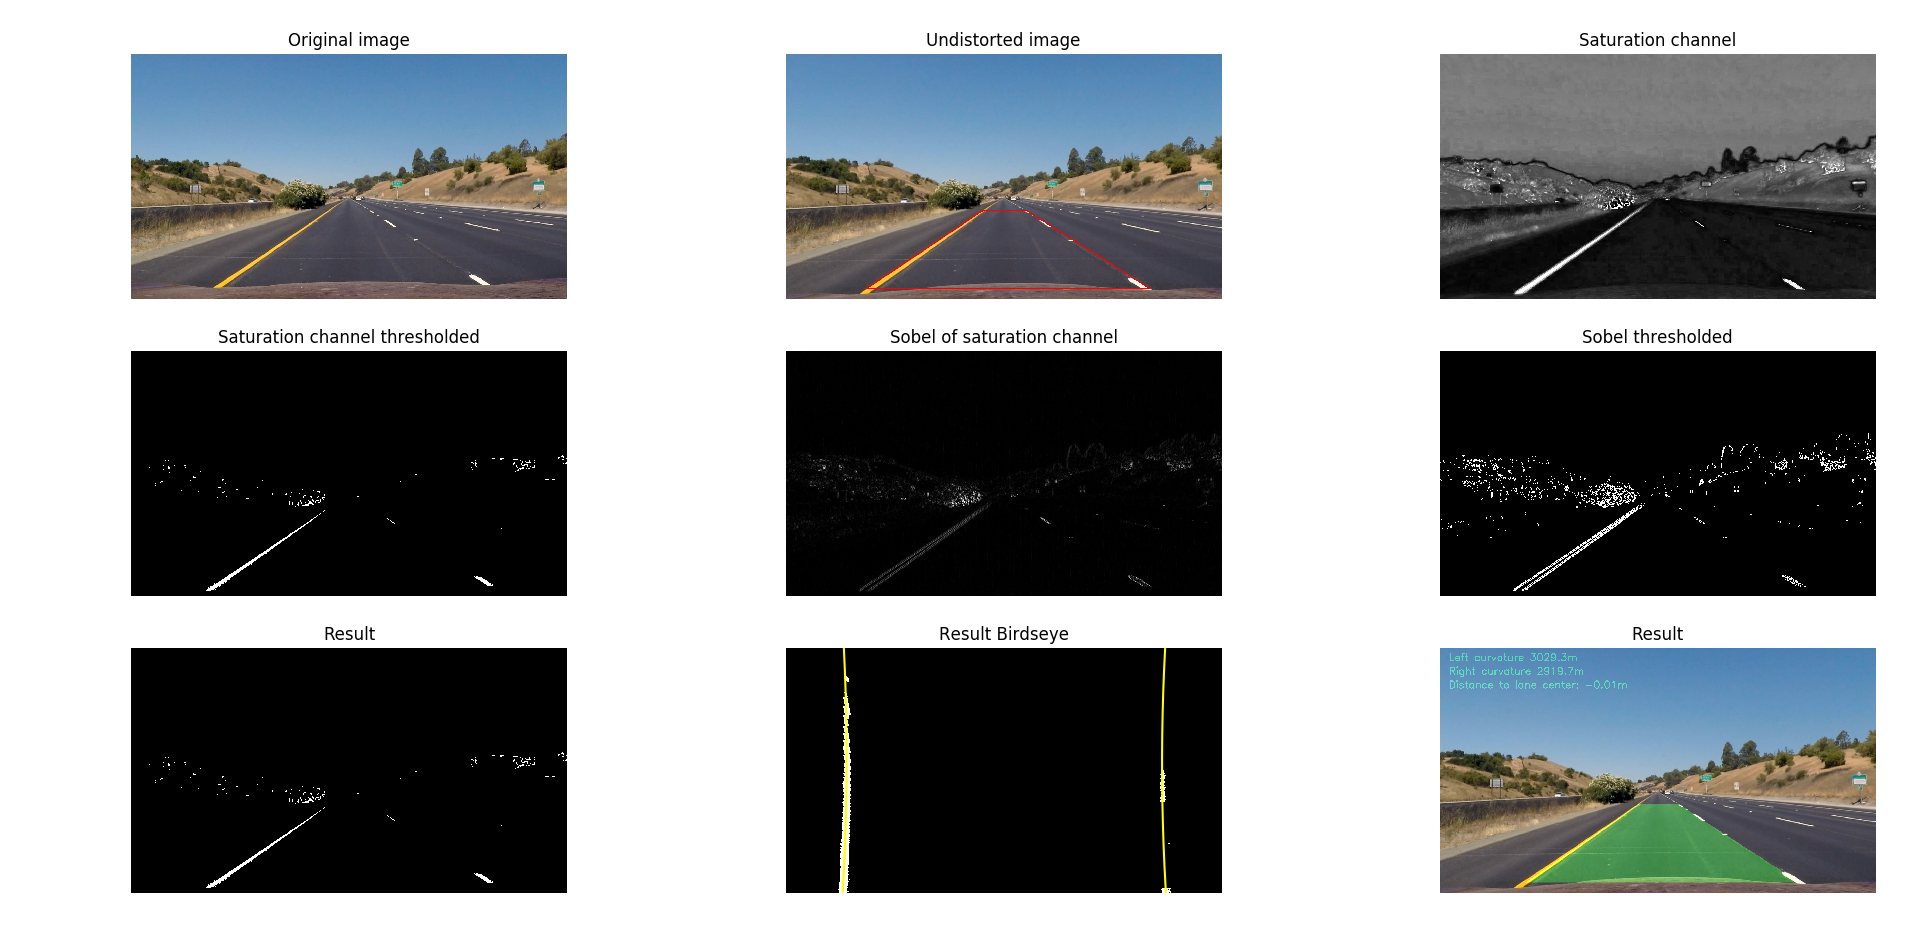 Original image
Undistorted image
Saturation channel
Saturation channel thresholded
Sobel of saturation channel
Sobel thresholded
Result
Result Birdseye
Result
Left curvature 3029.3m
Right curvature 2919.7m
Distance to lane center: -0.01m